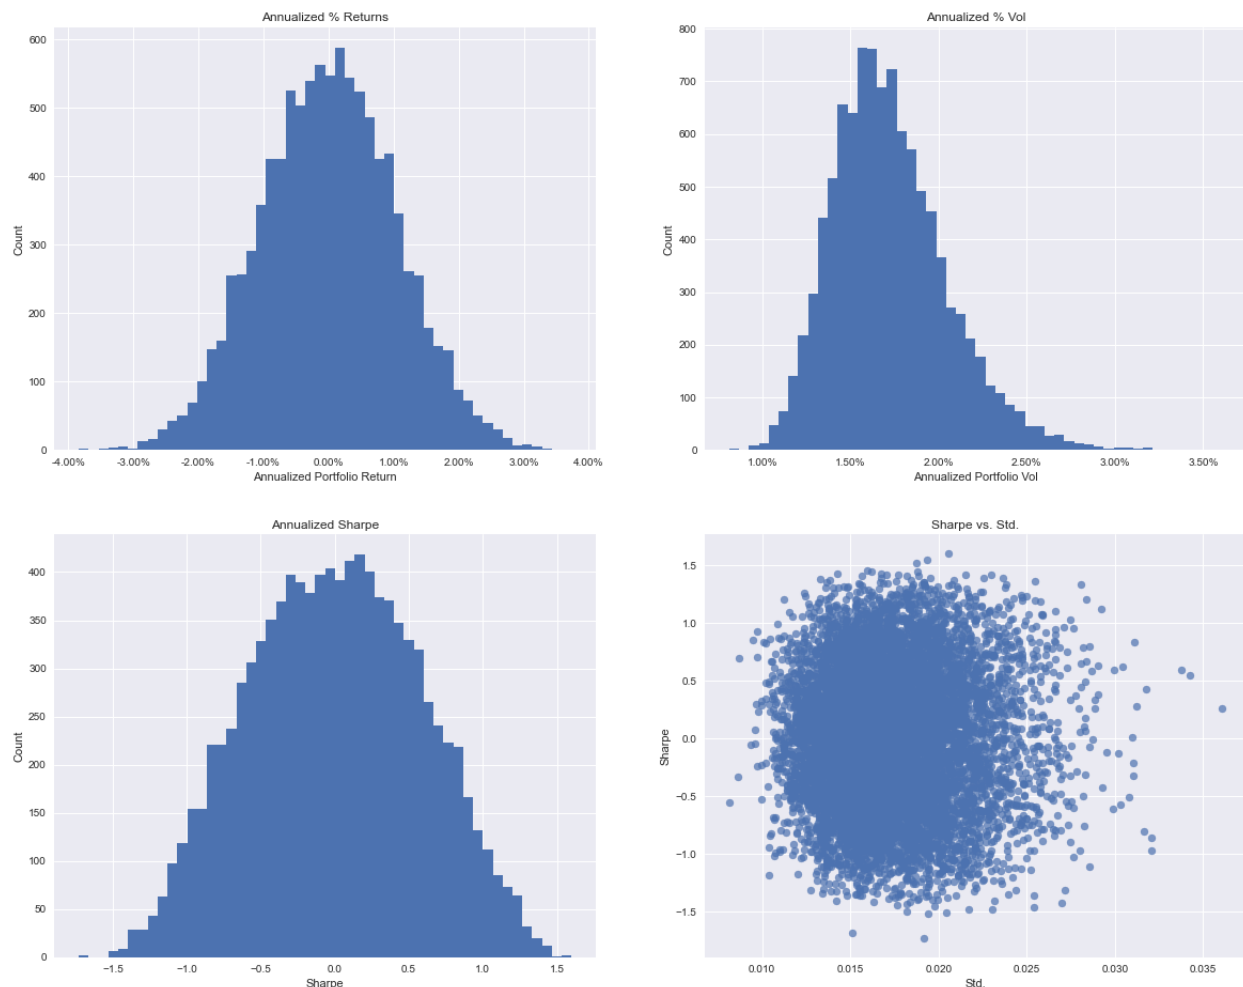 Annualized % Returns
600
500
400
300
200
100
0
Count
-4.00% -3.00% -2.00% -1.00% 0.00% 1.00% 2.00% 3.00% 4.00%
Annualized Portfolio Return
Annualized % Vol
800
700
600
500
400
300
200
100
0
Count
1.00% 1.50% 2.00% 2.50% 3.00% 3.50%
Annualized Portfolio Vol
Annualized Sharpe
400
350
300
250
200
150
100
50
0
Count
−1.5 −1.0 −0.5 0.0 0.5 1.0 1.5
Sharpe
Sharpe vs. Std.
1.5
1.0
0.5
0.0
−0.5
−1.0
−1.5
Sharpe
0.010 0.015 0.020 0.025 0.030 0.035
Std.